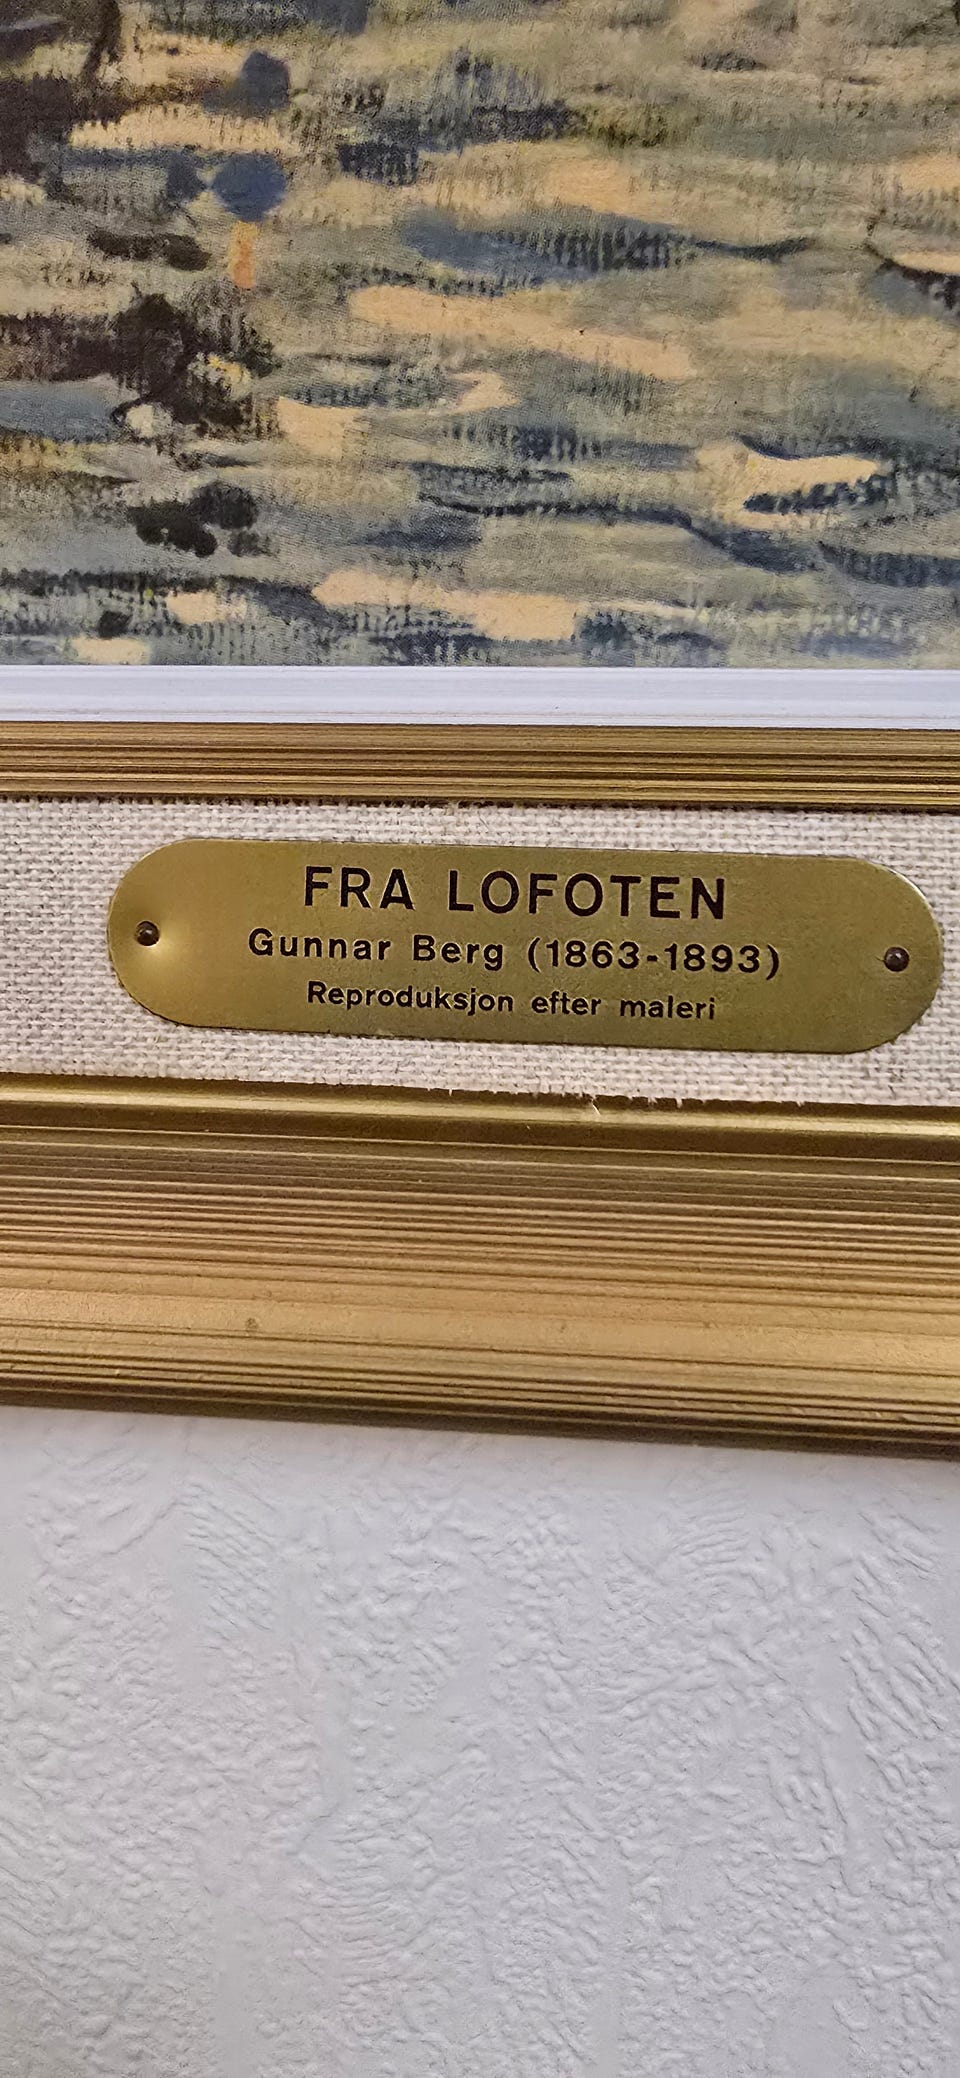 FRA LOFOTEN
Gunnar Berg (1863-1893)
Reproduksjon efter maleri